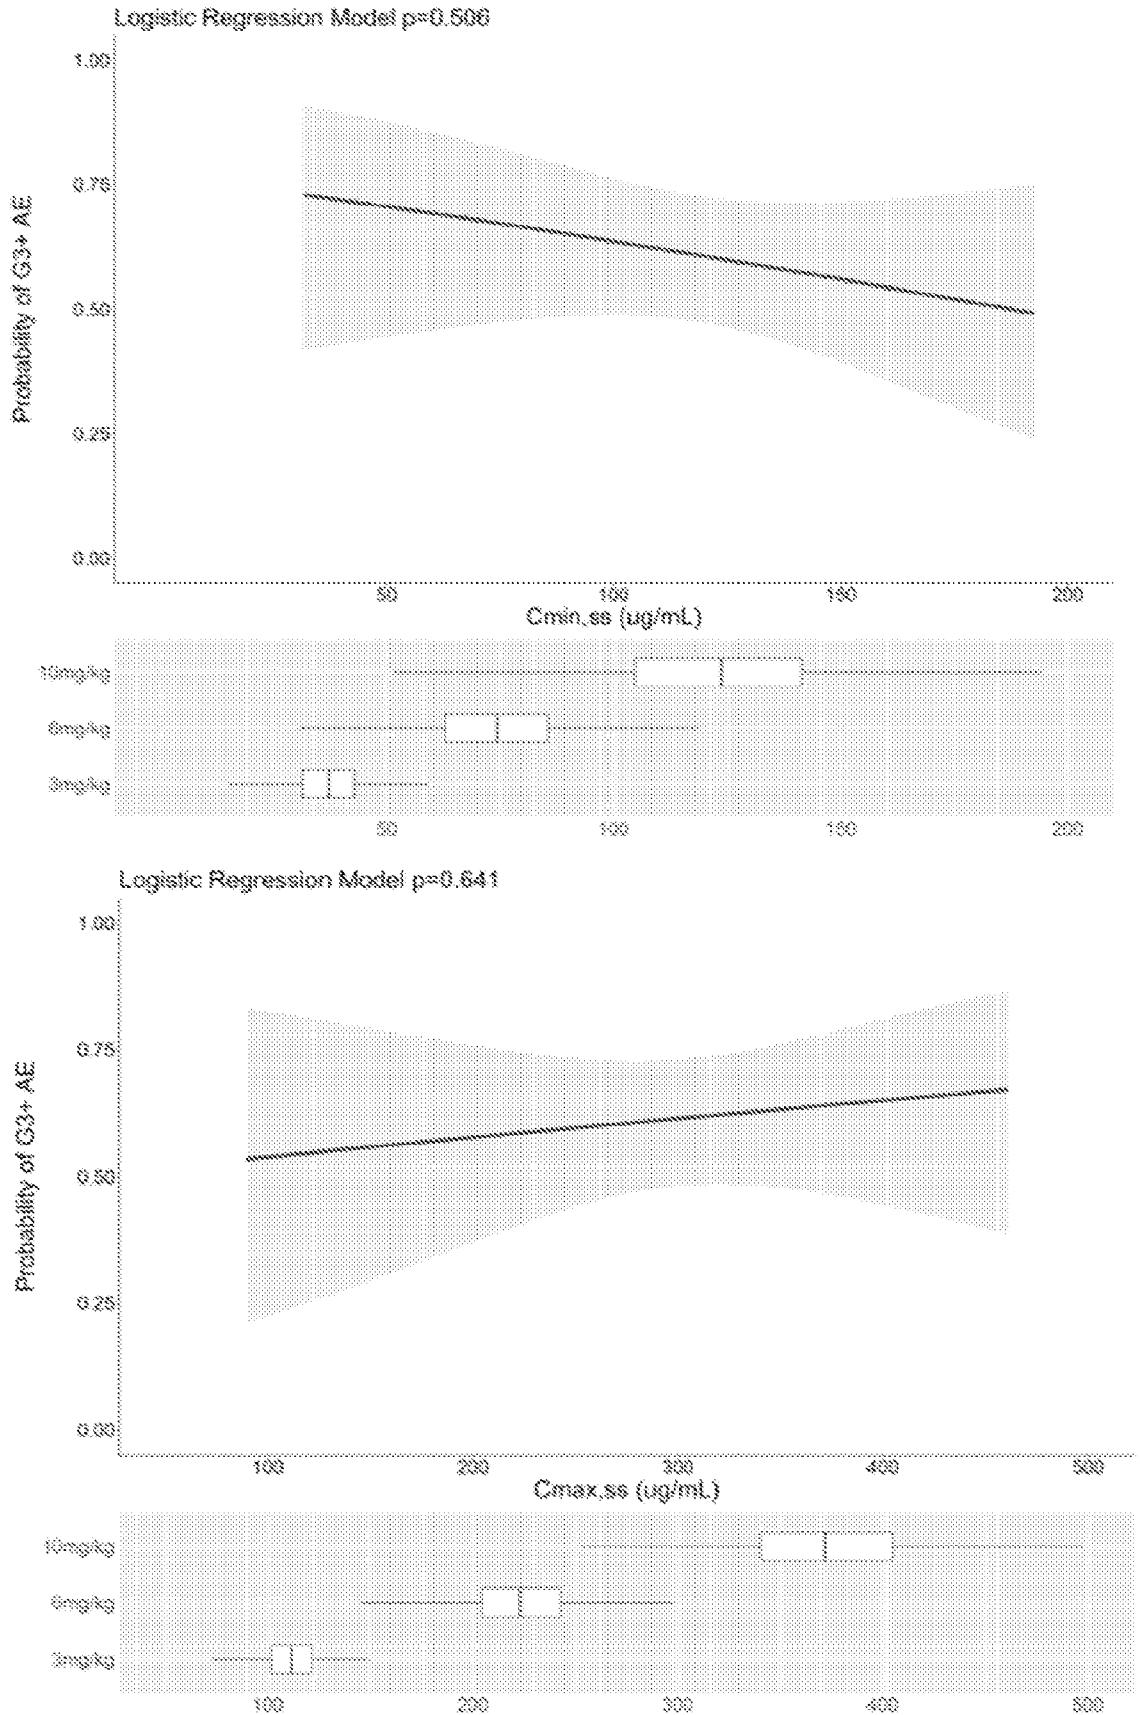 Logistic Regression Model p=0.506
1.00
0.75
0.50
0.25
0.00
Probability of G3+ AE
50 100 150 200
Cmin,ss (ug/mL)
10mg/kg
6mg/kg
3mg/kg
50 100 150 200
Logistic Regression Model p=0.641
1.00
0.75
0.50
0.25
0.00
Probability of G3+ AE
100 200 300 400 500
Cmax,ss (ug/mL)
10mg/kg
6mg/kg
3mg/kg
100 200 300 400 500